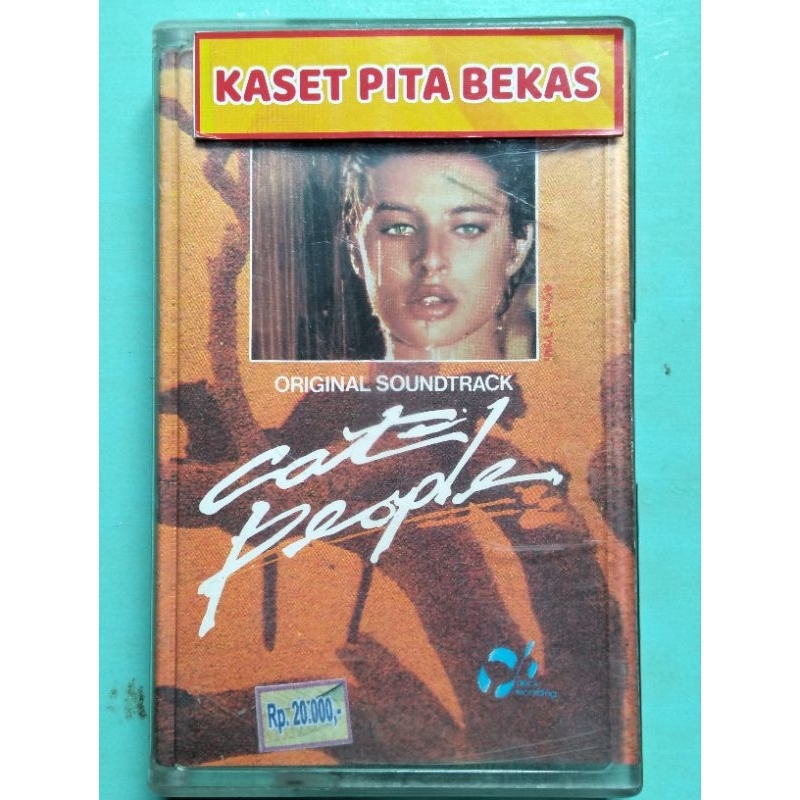 KASET PITA BEKAS
ORIGINAL SOUNDTRACK
cat
people
Rp. 20.000,-